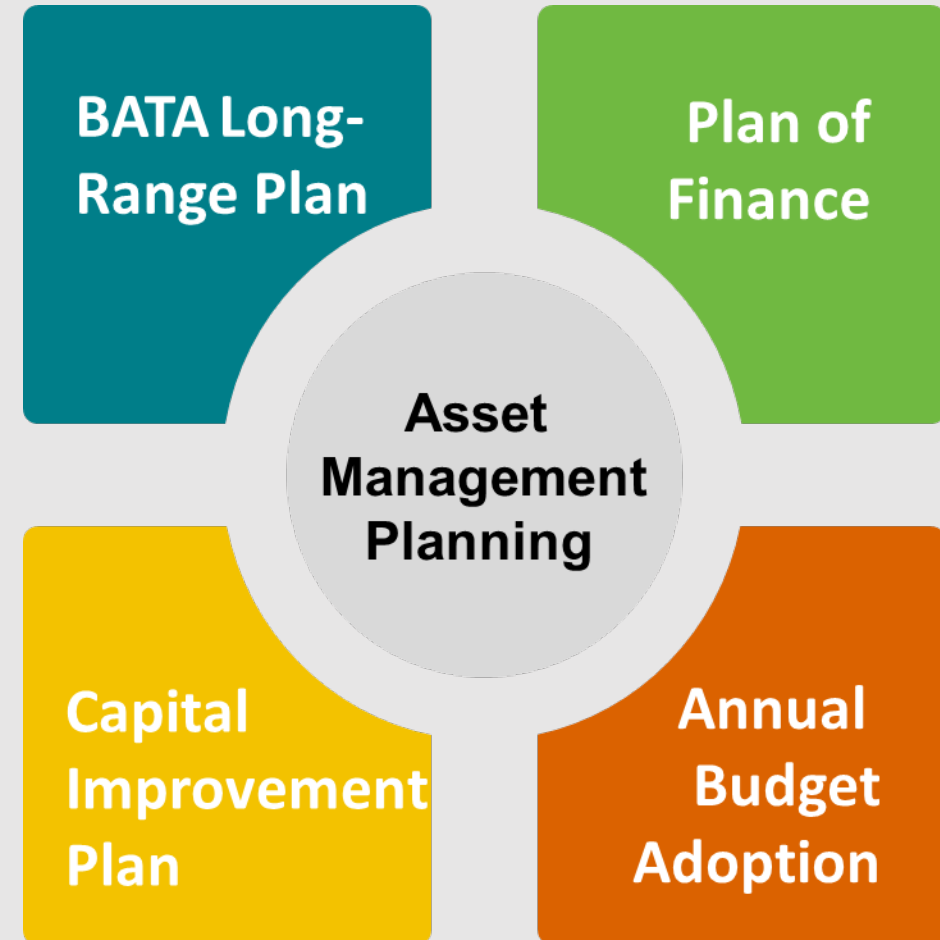 BATA Long-
Range Plan
Plan of
Finance
Asset
Management
Planning
Capital
Improvement
Plan
Annual
Budget
Adoption